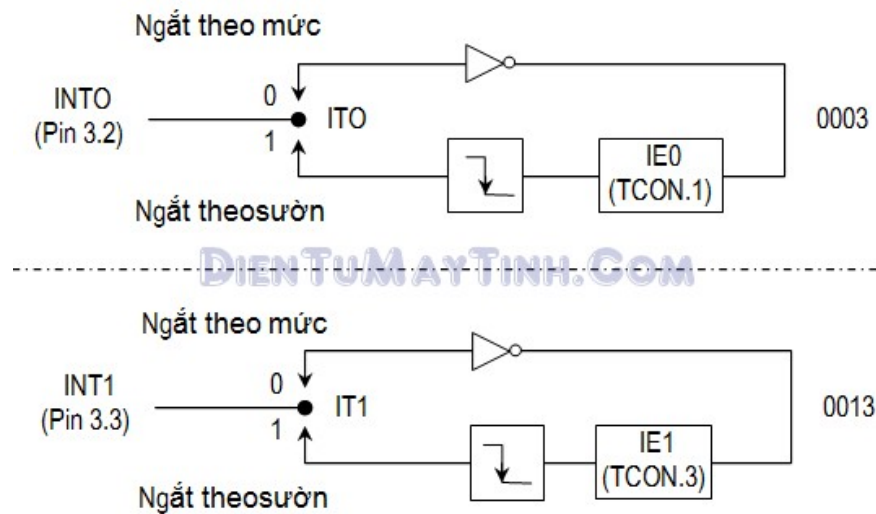 Ngắt theo mức
INTO
(Pin 3.2)
0
ITO
1
IE0
(TCON.1)
0003
Ngắt theosườn
DIENTUMAYTINH.COM
Ngắt theo mức
INT1
(Pin 3.3)
0
IT1
1
IE1
(TCON.3)
0013
Ngắt theosườn